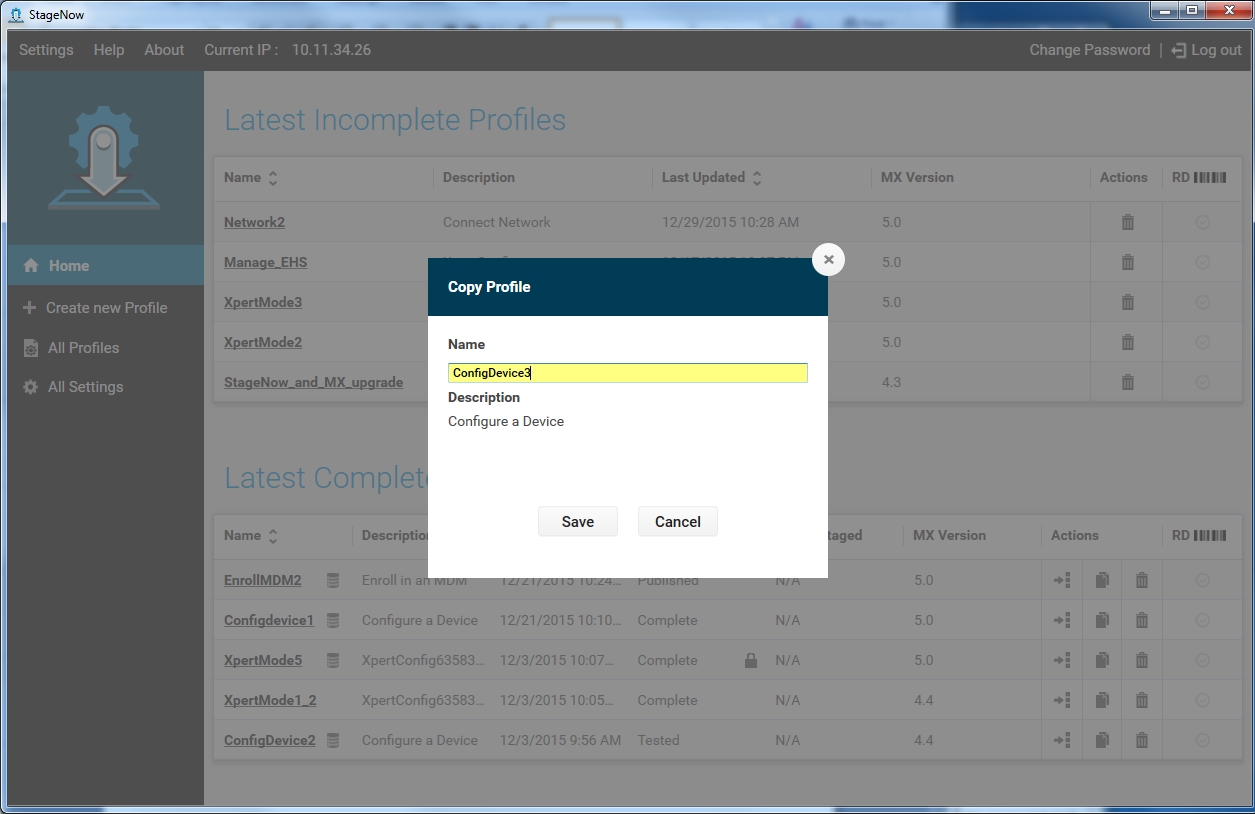 StageNow
Settings Help About Current IP : 10.11.34.26 Change Password | Log out
Latest Incomplete Profiles
Name Description Last Updated MX Version Actions RD
Network2 Connect Network 12/29/2015 10:28 AM 5.0
Home
Manage_EHS 5.0
Copy Profile
Create new Profile
XpertMode3 5.0
All Profiles
XpertMode2 5.0
Name
All Settings
StageNow_and_MX_upgrade 4.3
ConfigDevice3
Description
Configure a Device
Latest Complete
Save Cancel
Name Description taged MX Version Actions RD
EnrollMDM2 Enroll in an MDM 12/21/2015 10:24... Published N/A 5.0
Configdevice1 Configure a Device 12/21/2015 10:10... Complete N/A 5.0
XpertMode5 XpertConfig63583... 12/3/2015 10:07... Complete N/A 5.0
XpertMode1_2 XpertConfig63583... 12/3/2015 10:05... Complete N/A 4.4
ConfigDevice2 Configure a Device 12/3/2015 9:56 AM Tested N/A 4.4